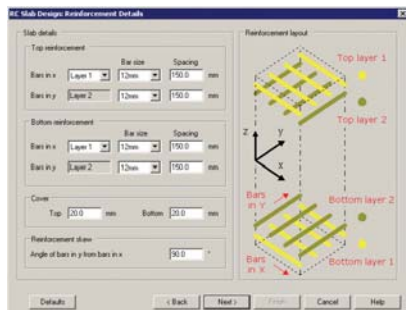 RC Slab Design: Reinforcement Details
Slab details
Top reinforcement
Bar size Spacing
Bars in x Layer 1 12mm 150.0 mm
Bars in y Layer 2 12mm 150.0 mm
Bottom reinforcement
Bar size Spacing
Bars in x Layer 1 12mm 150.0 mm
Bars in y Layer 2 12mm 150.0 mm
Cover
Top 20.0 mm Bottom 20.0 mm
Reinforcement skew
Angle of bars in y from bars in x 90.0 °
Reinforcement layout
Top layer 1
Top layer 2
z
y
x
Bars in Y
Bottom layer 2
Bottom layer 1
Bars in X
Defaults < Back Next > Finish Cancel Help